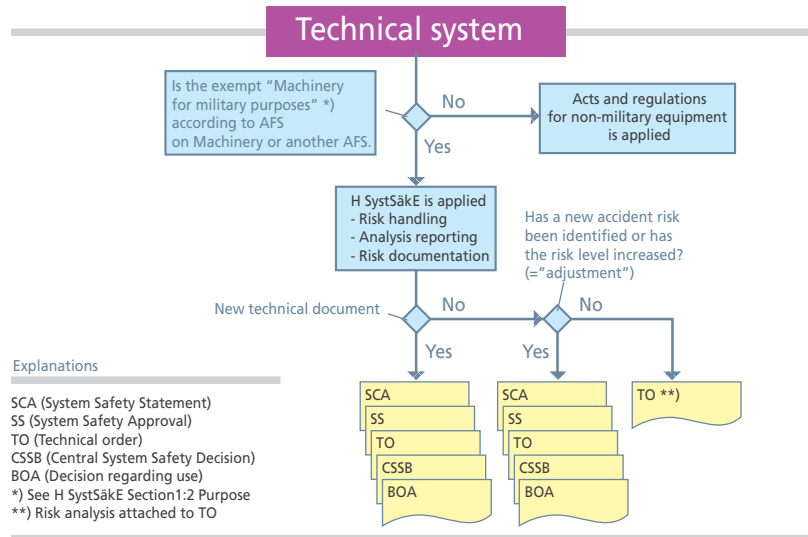 Technical system
Is the exempt “Machinery
for military purposes” *)
according to AFS
on Machinery or another AFS.
No
Acts and regulations
for non-military equipment
is applied
Yes
H SystSäkE is applied
- Risk handling
- Analysis reporting
- Risk documentation
Has a new accident risk
been identified or has
the risk level increased?
(=”adjustment”)
New technical document
No
No
Yes
Yes
SCA
SS
TO
CSSB
BOA
SCA
SS
TO
CSSB
BOA
TO **)
Explanations
SCA (System Safety Statement)
SS (System Safety Approval)
TO (Technical order)
CSSB (Central System Safety Decision)
BOA (Decision regarding use)
*) See H SystSäkE Section1:2 Purpose
**) Risk analysis attached to TO